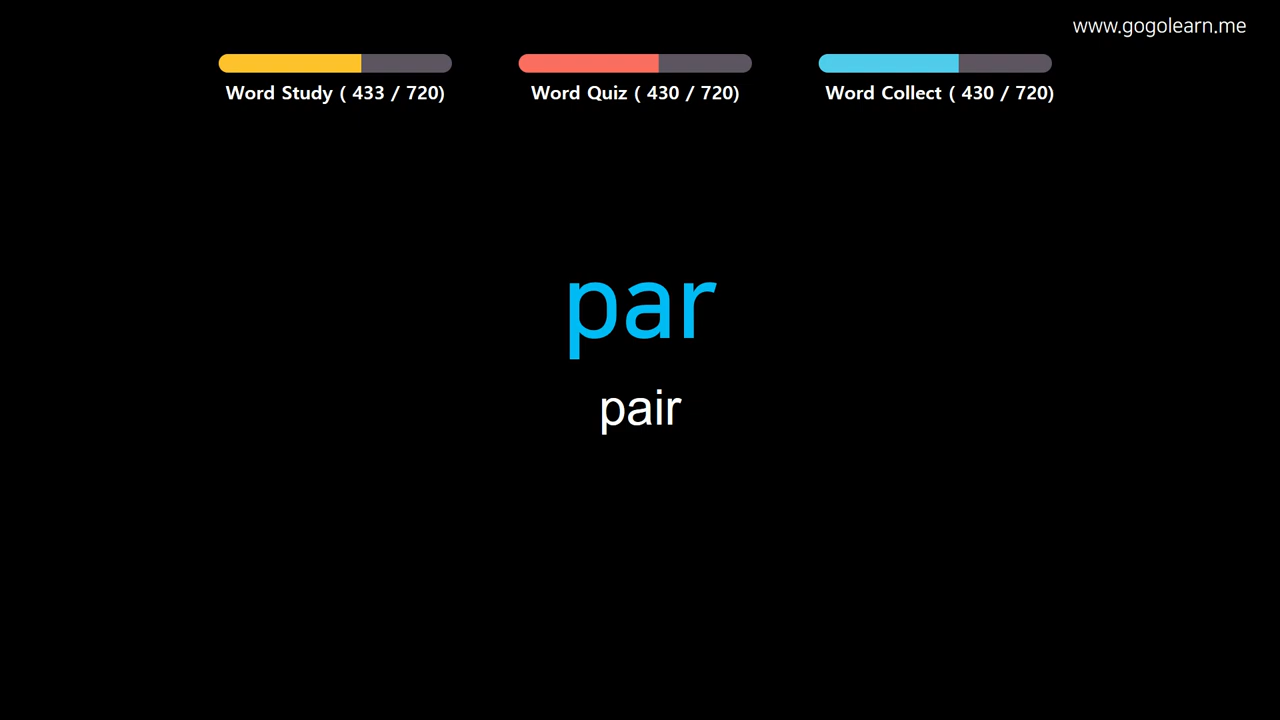 www.gogolearn.me
Word Study ( 433 / 720)
Word Quiz ( 430 / 720)
Word Collect ( 430 / 720)
par
pair